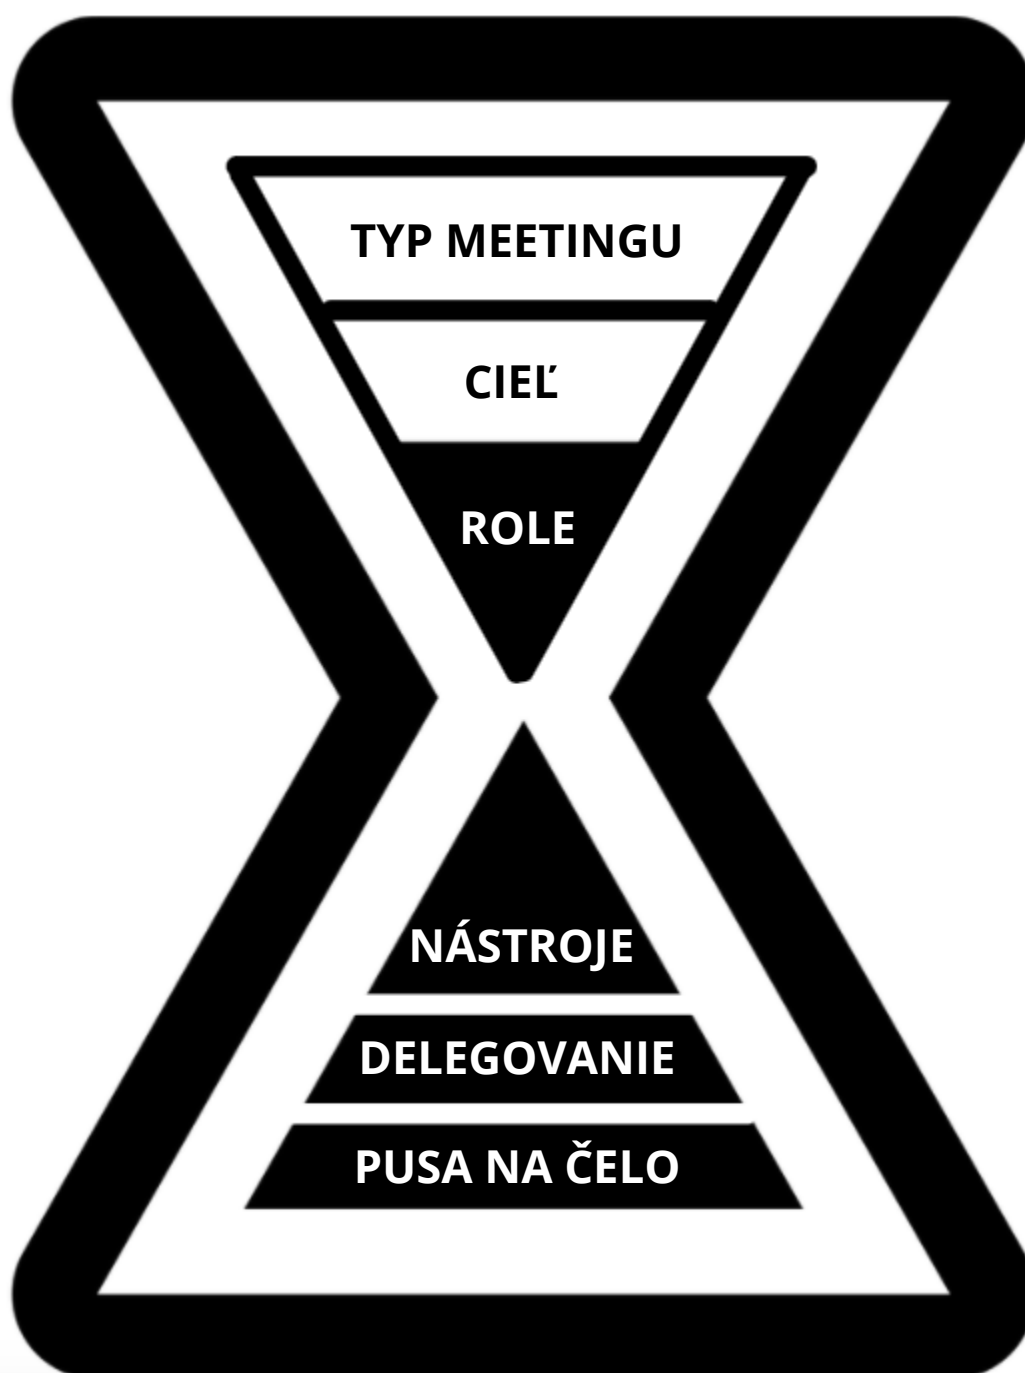 TYP MEETINGU
CIEĽ
ROLE
NÁSTROJE
DELEGOVANIE
PUSA NA ČELO